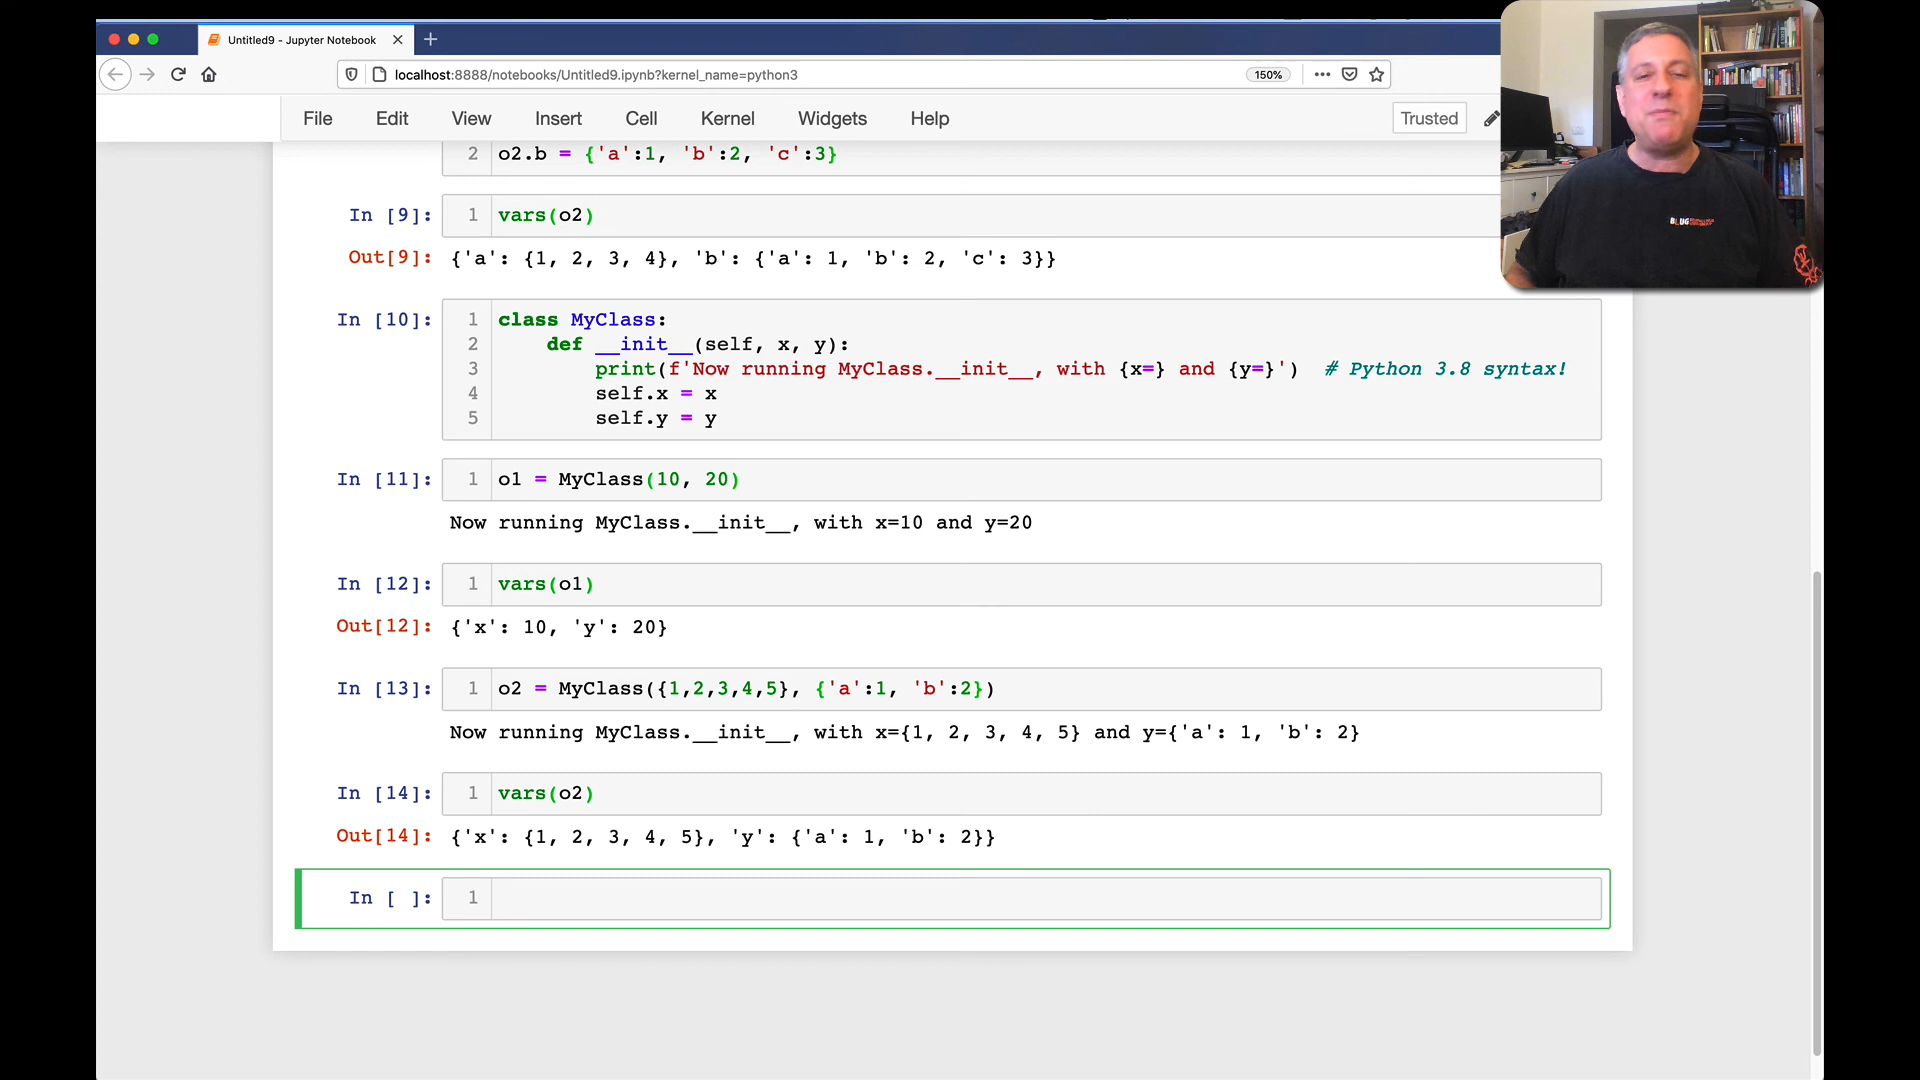 Untitled9 - Jupyter Notebook
localhost:8888/notebooks/Untitled9.ipynb?kernel_name=python3
150%
File Edit View Insert Cell Kernel Widgets Help
Trusted
2 o2.b = {'a':1, 'b':2, 'c':3}
In [9]: 1 vars(o2)
Out[9]: {'a': {1, 2, 3, 4}, 'b': {'a': 1, 'b': 2, 'c': 3}}
In [10]: 1 class MyClass:
2 def __init__(self, x, y):
3 print(f'Now running MyClass.__init__, with {x=} and {y=}') # Python 3.8 syntax!
4 self.x = x
5 self.y = y
In [11]: 1 o1 = MyClass(10, 20)
Now running MyClass.__init__, with x=10 and y=20
In [12]: 1 vars(o1)
Out[12]: {'x': 10, 'y': 20}
In [13]: 1 o2 = MyClass({1,2,3,4,5}, {'a':1, 'b':2})
Now running MyClass.__init__, with x={1, 2, 3, 4, 5} and y={'a': 1, 'b': 2}
In [14]: 1 vars(o2)
Out[14]: {'x': {1, 2, 3, 4, 5}, 'y': {'a': 1, 'b': 2}}
In [ ]: 1